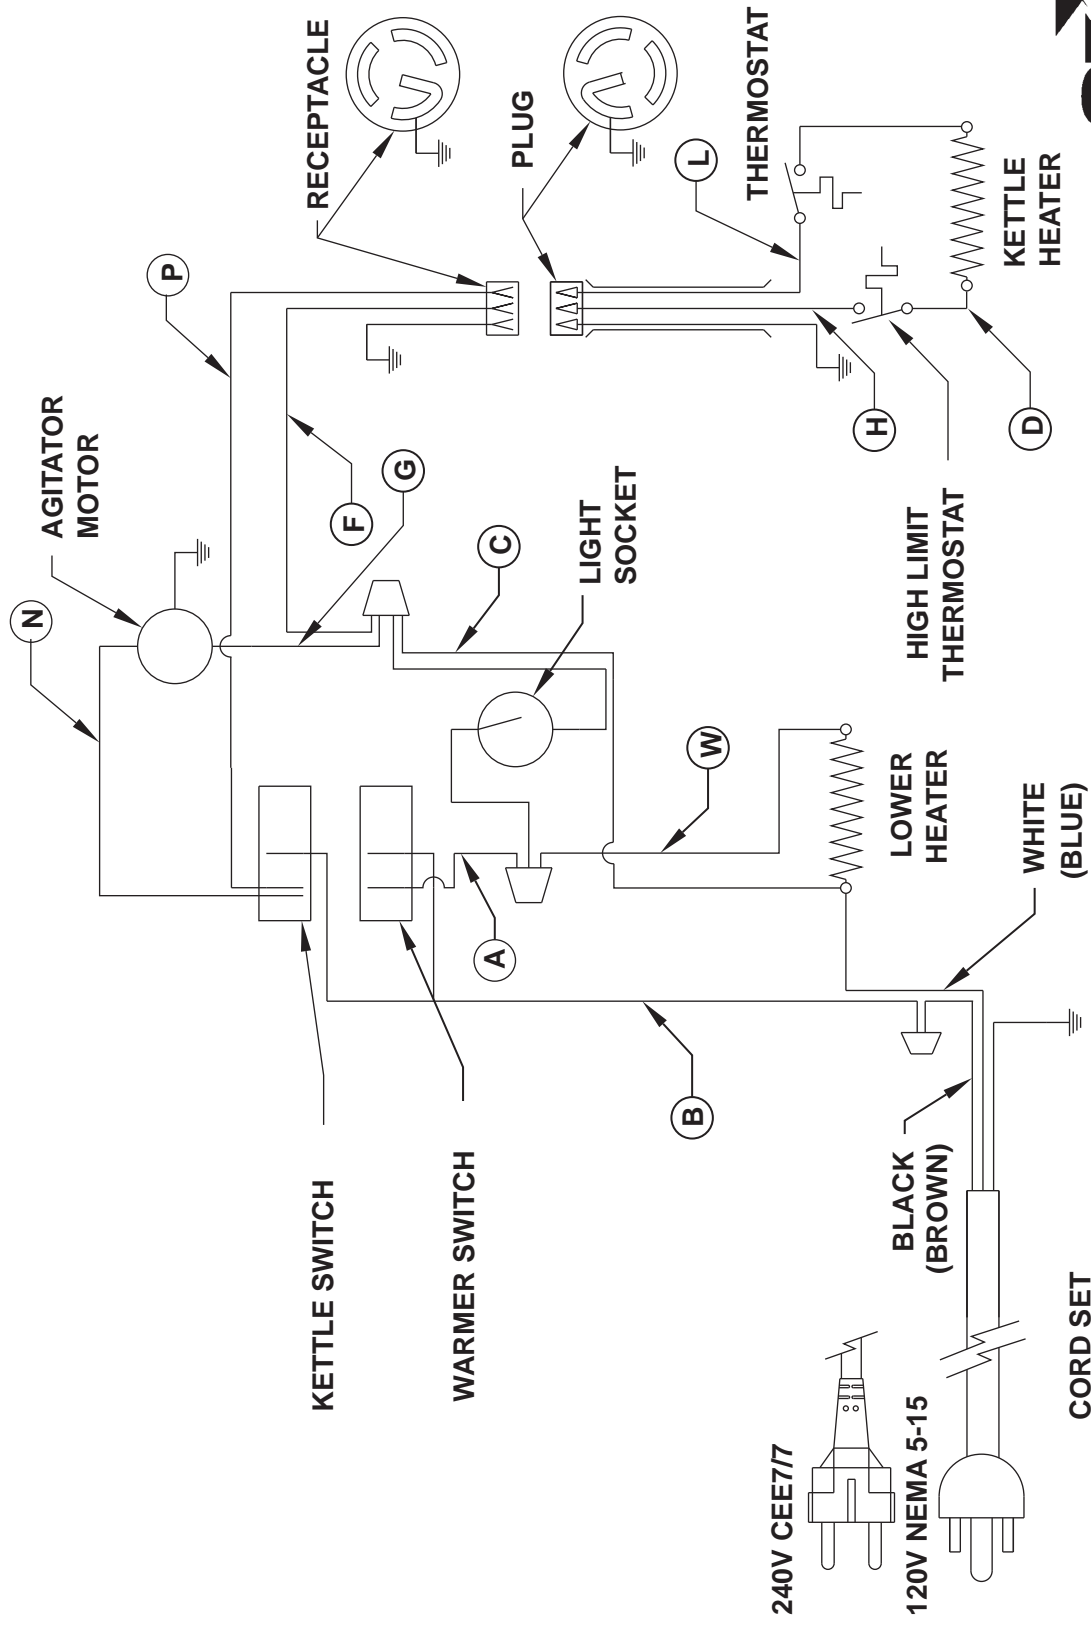 N
AGITATOR
MOTOR
P
RECEPTACLE
KETTLE SWITCH
F
G
WARMER SWITCH
A
C
PLUG
LIGHT
SOCKET
B
W
L
THERMOSTAT
240V CEE7/7
H
LOWER
HEATER
BLACK
(BROWN)
120V NEMA 5-15
HIGH LIMIT
THERMOSTAT
KETTLE
HEATER
D
WHITE
(BLUE)
CORD SET